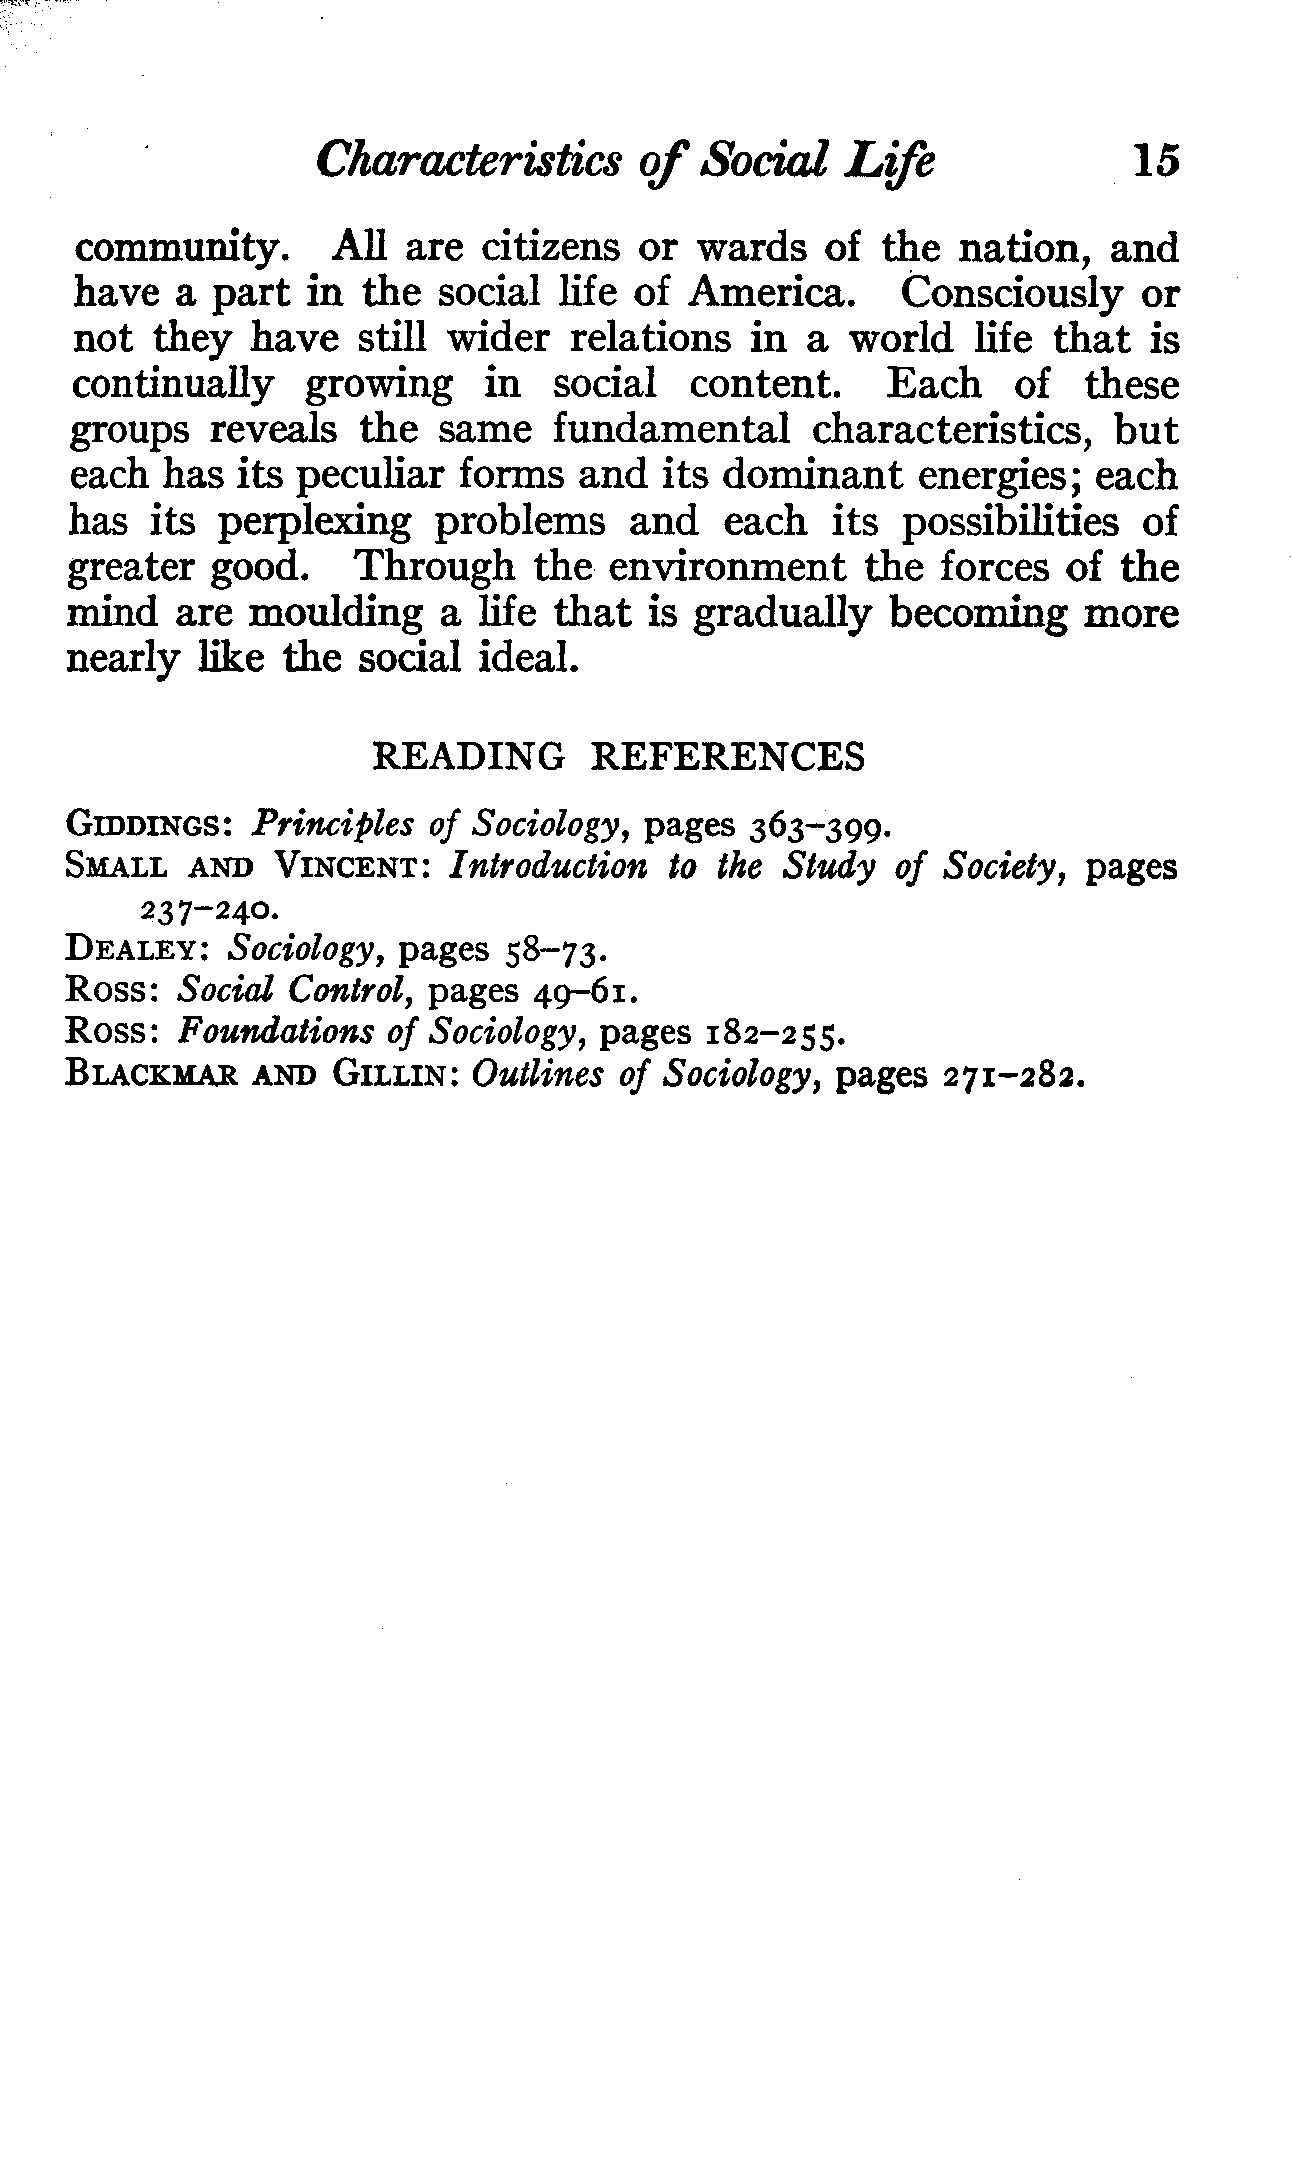 Characteristics of Social Life 15
community. All are citizens or wards of the nation, and
have a part in the social life of America. Consciously or
not they have still wider relations in a world life that is
continually growing in social content. Each of these
groups reveals the same fundamental characteristics, but
each has its peculiar forms and its dominant energies; each
has its perplexing problems and each its possibilities of
greater good. Through the environment the forces of the
mind are moulding a life that is gradually becoming more
nearly like the social ideal.
READING REFERENCES
GIDDINGS: Principles of Sociology, pages 363–399.
SMALL AND VINCENT: Introduction to the Study of Society, pages
237–240.
DEALEY: Sociology, pages 58–73.
ROSS: Social Control, pages 49–61.
ROSS: Foundations of Sociology, pages 182–255.
BLACKMAR AND GILLIN: Outlines of Sociology, pages 271–282.